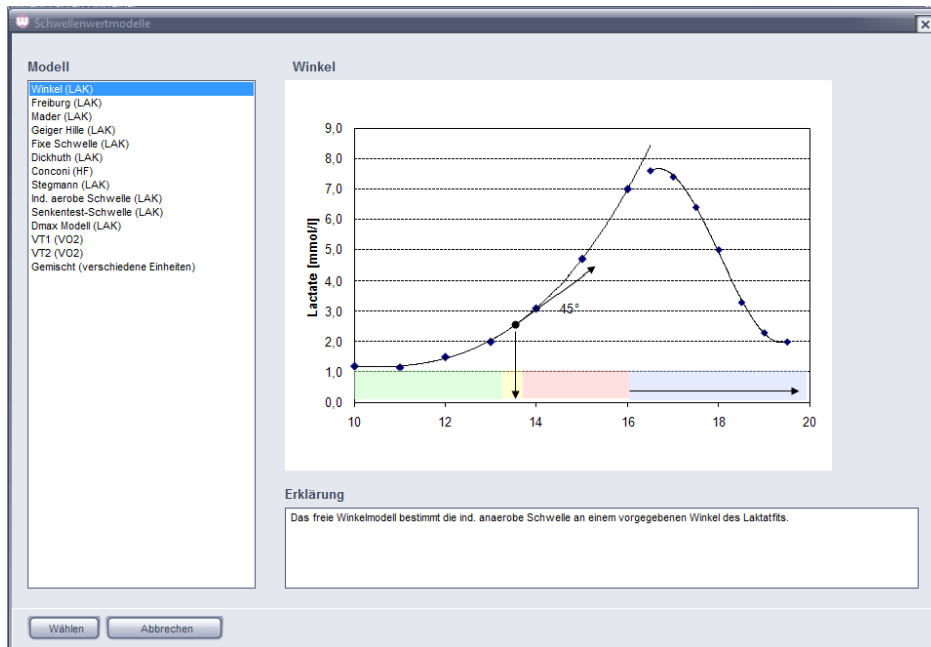 Schwellenwertmodelle
Modell
Winkel (LAK)
Freiburg (LAK)
Mader (LAK)
Geiger Hille (LAK)
Fixe Schwelle (LAK)
Dickhuth (LAK)
Conconi (HF)
Stegmann (LAK)
Ind. aerobe Schwelle (LAK)
Senkentest-Schwelle (LAK)
Dmax Modell (LAK)
VT1 (VO2)
VT2 (VO2)
Gemischt (verschiedene Einheiten)
Winkel
9,0
8,0
7,0
6,0
5,0
4,0
3,0
2,0
1,0
0,0
Lactate [mmol/l]
45°
10 12 14 16 18 20
Erklärung
Das freie Winkelmodell bestimmt die ind. anaerobe Schwelle an einem vorgegebenen Winkel des Laktatfits.
Wählen Abbrechen